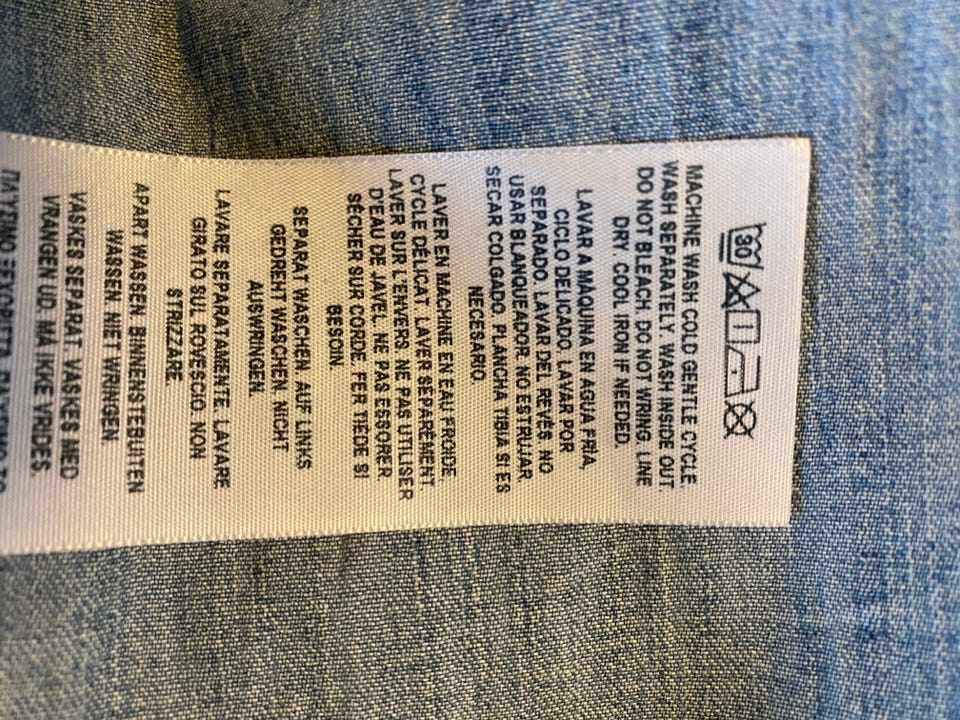 30
MACHINE WASH COLD GENTLE CYCLE
WASH SEPARATELY. WASH INSIDE OUT.
DO NOT BLEACH. DO NOT WRING. LINE
DRY. COOL IRON IF NEEDED.
LAVAR A MÁQUINA EN AGUA FRÍA,
CICLO DELICADO. LAVAR POR
SEPARADO. LAVAR DEL REVÉS. NO
USAR BLANQUEADOR. NO ESTRUJAR.
SECAR COLGADO. PLANCHA TIBIA SI ES
NECESARIO.
LAVER EN MACHINE EN EAU FROIDE.
CYCLE DÉLICAT. LAVER SÉPARÉMENT.
LAVER SUR L'ENVERS. NE PAS UTILISER
D'EAU DE JAVEL. NE PAS ESSORER.
SÉCHER SUR CORDE. FER TIÈDE SI
BESOIN.
SEPARAT WASCHEN. AUF LINKS
GEDREHT WASCHEN. NICHT
AUSWRINGEN.
LAVARE SEPARATAMENTE. LAVARE
GIRATO SUL ROVESCIO. NON
STRIZZARE.
APART WASSEN. BINNENSTEBUITEN
WASSEN. NIET WRINGEN
VASKES SEPARAT. VASKES MED
VRANGEN UD. MÅ IKKE VRIDES.